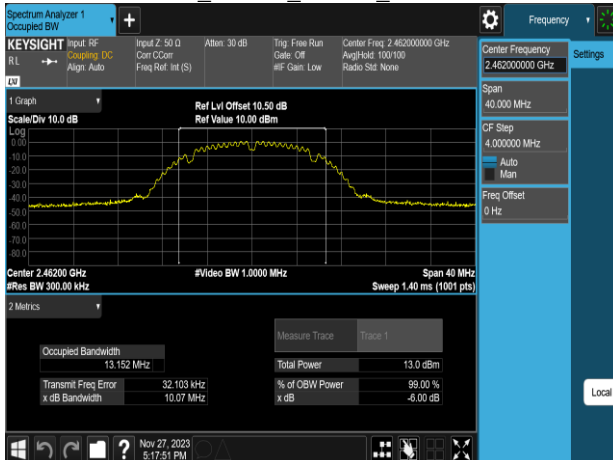 Spectrum Analyzer 1
Occupied BW
+
Frequency
KEYSIGHT
RL
LXI
Input: RF
Coupling: DC
Align: Auto
Input Z: 50 Ω
Corr CCorr
Freq Ref: Int (S)
Atten: 30 dB
Trig: Free Run
Gate: Off
#IF Gain: Low
Center Freq: 2.462000000 GHz
Avg|Hold: 100/100
Radio Std: None
Center Frequency
2.462000000 GHz
Settings
Span
40.000 MHz
CF Step
4.000000 MHz
Auto
Man
Freq Offset
0 Hz
Local
1 Graph
Scale/Div 10.0 dB
Ref Lvl Offset 10.50 dB
Ref Value 10.00 dBm
Log
0.00
-10.0
-20.0
-30.0
-40.0
-50.0
-60.0
-70.0
-80.0
Center 2.46200 GHz
#Video BW 1.0000 MHz
Span 40 MHz
#Res BW 300.00 kHz
Sweep 1.40 ms (1001 pts)
2 Metrics
Measure Trace
Trace 1
Occupied Bandwidth
13.152 MHz
Total Power
13.0 dBm
Transmit Freq Error
32.103 kHz
% of OBW Power
99.00 %
x dB Bandwidth
10.07 MHz
x dB
-6.00 dB
?
Nov 27, 2023
5:17:51 PM